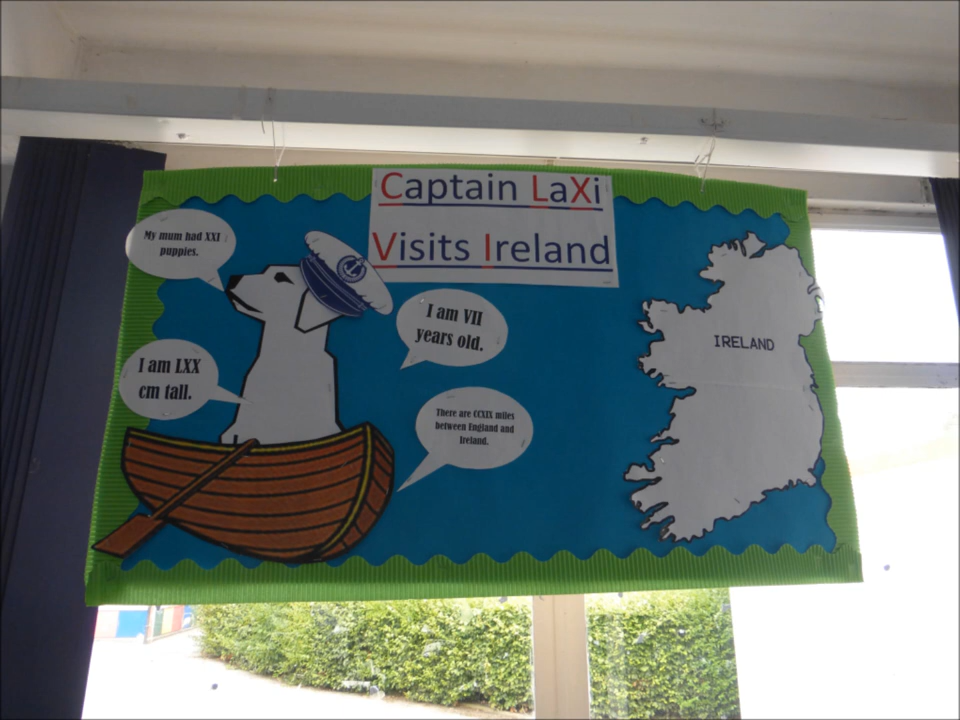 Captain LaXi
Visits Ireland
My mum had XXI
puppies.
I am VII
years old.
I am LXX
cm tall.
There are CCXIX miles
between England and
Ireland.
IRELAND